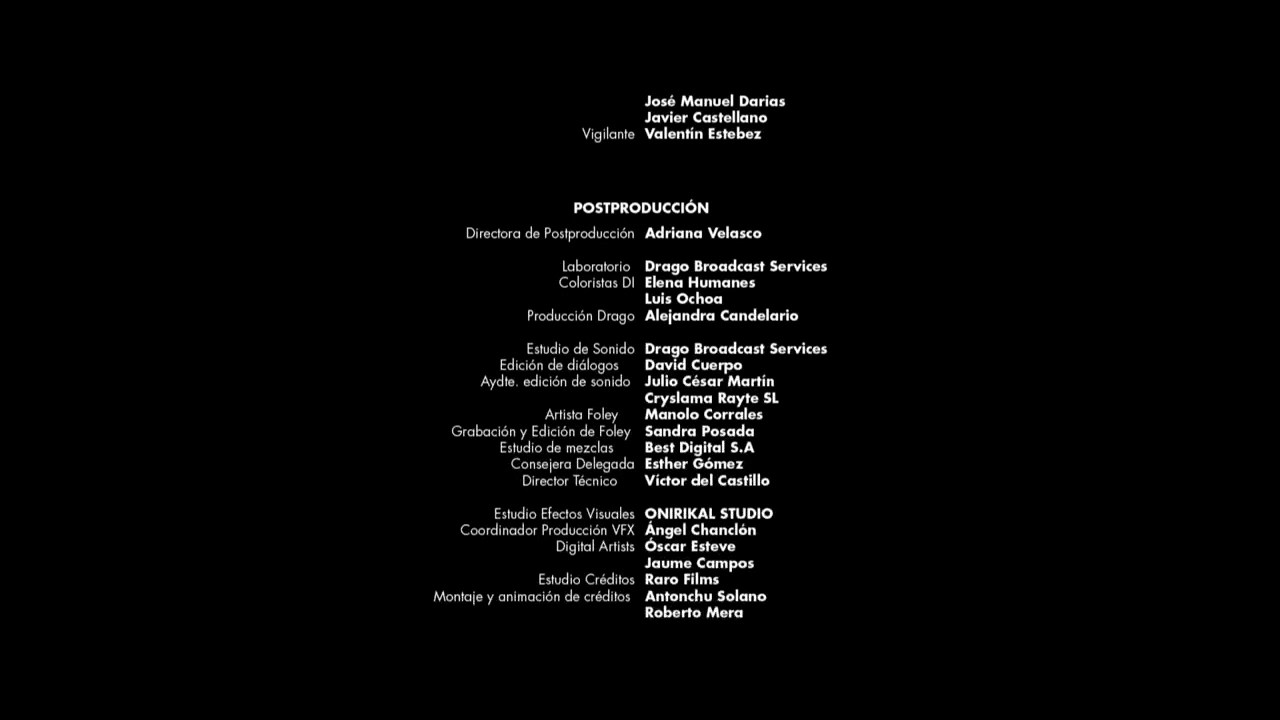 José Manuel Darias
Javier Castellano
Vigilante Valentín Estebez
POSTPRODUCCIÓN
Directora de Postproducción Adriana Velasco
Laboratorio Drago Broadcast Services
Coloristas DI Elena Humanes
Luis Ochoa
Producción Drago Alejandra Candelario
Estudio de Sonido Drago Broadcast Services
Edición de diálogos David Cuerpo
Aydte. edición de sonido Julio César Martín
Cryslama Rayte SL
Artista Foley Manolo Corrales
Grabación y Edición de Foley Sandra Posada
Estudio de mezclas Best Digital S.A
Consejera Delegada Esther Gómez
Director Técnico Víctor del Castillo
Estudio Efectos Visuales ONIRIKAL STUDIO
Coordinador Producción VFX Ángel Chanclón
Digital Artists Óscar Esteve
Jaume Campos
Estudio Créditos Raro Films
Montaje y animación de créditos Antonchu Solano
Roberto Mera